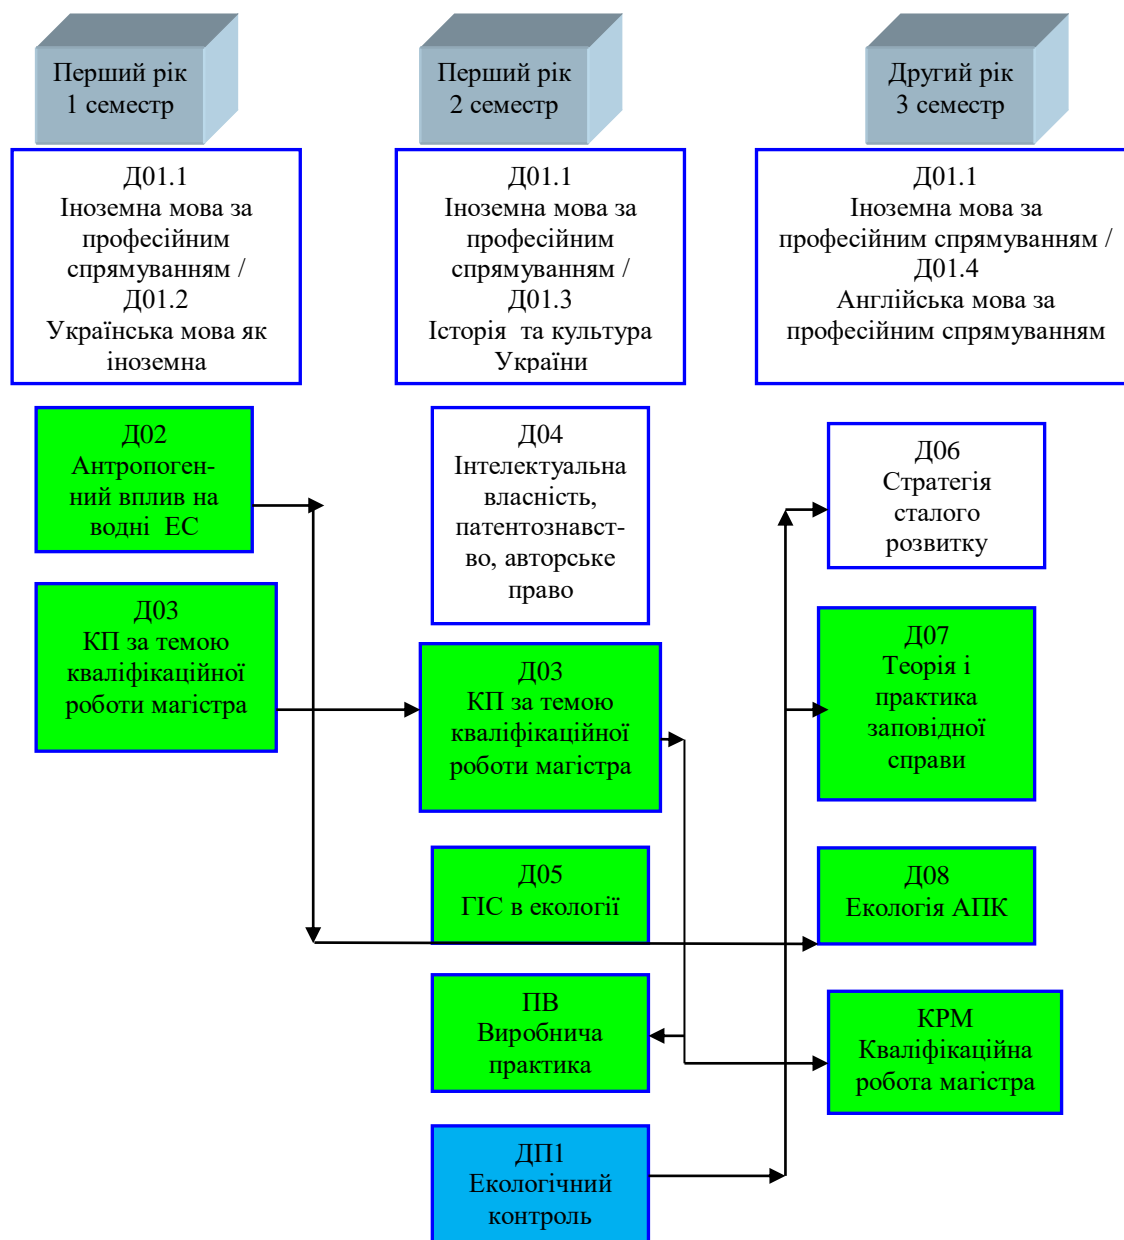 Перший рік
1 семестр
Перший рік
2 семестр
Другий рік
3 семестр
Д01.1
Іноземна мова за
професійним
спрямуванням /
Д01.2
Українська мова як
іноземна
Д01.1
Іноземна мова за
професійним
спрямуванням /
Д01.3
Історія та культура
України
Д01.1
Іноземна мова за
професійним спрямуванням /
Д01.4
Англійська мова за
професійним спрямуванням
Д02
Антропоген-
ний вплив на
водні ЕС
Д03
КП за темою
кваліфікаційної
роботи магістра
Д04
Інтелектуальна
власність,
патентознавст-
во, авторське
право
Д03
КП за темою
кваліфікаційної
роботи магістра
Д05
ГІС в екології
ПВ
Виробнича
практика
ДП1
Екологічний
контроль
Д06
Стратегія
сталого
розвитку
Д07
Теорія і
практика
заповідної
справи
Д08
Екологія АПК
КРМ
Кваліфікаційна
робота магістра